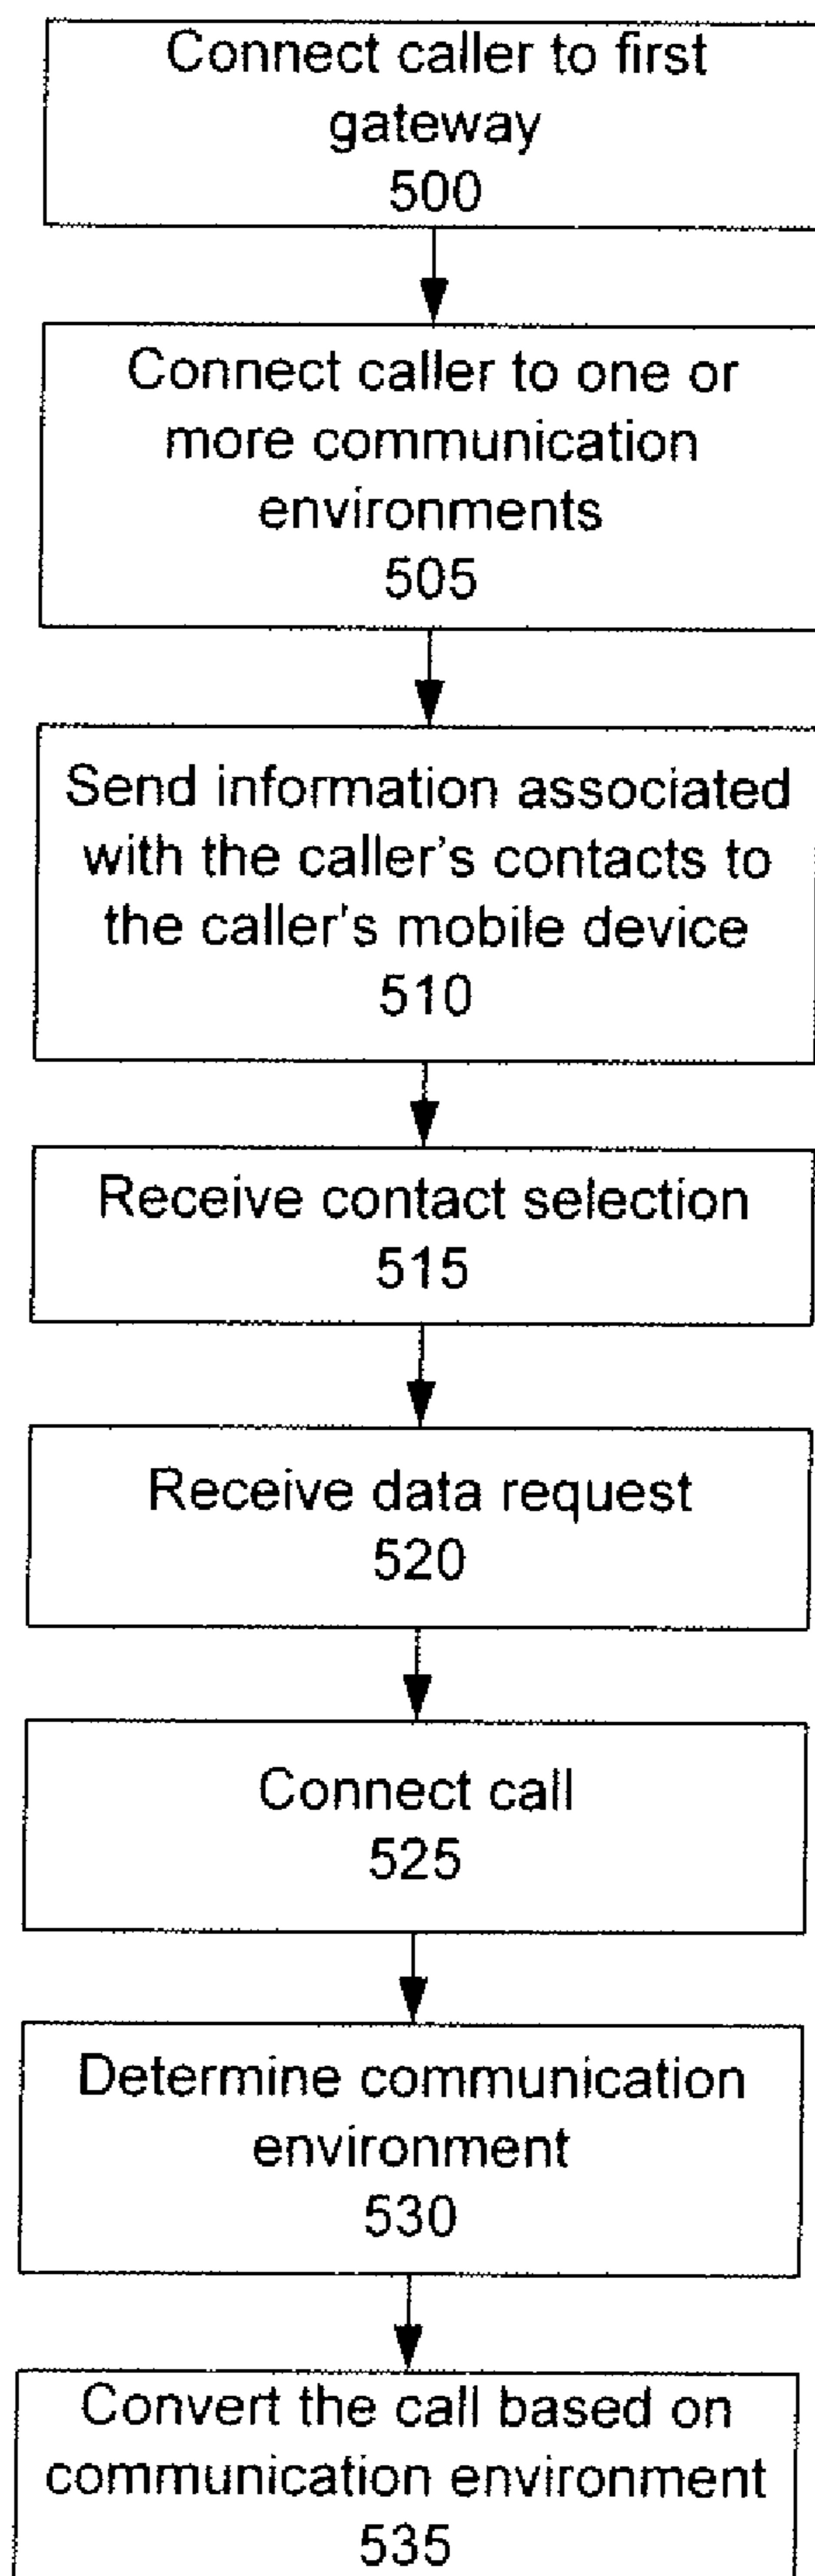 Connect caller to first
gateway
500
Connect caller to one or
more communication
environments
505
Send information associated
with the caller's contacts to
the caller's mobile device
510
Receive contact selection
515
Receive data request
520
Connect call
525
Determine communication
environment
530
Convert the call based on
communication environment
535